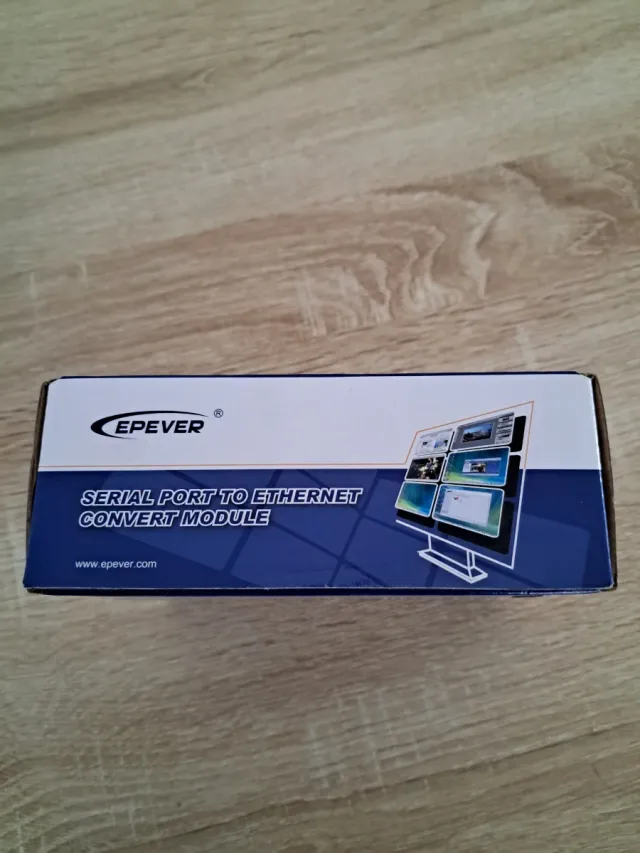 EPEVER ®
SERIAL PORT TO ETHERNET
CONVERT MODULE
www.epever.com